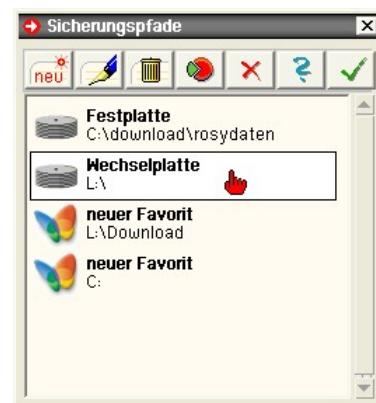 Sicherungspfade
neu
Festplatte
C:\download\rosydaten
Wechselplatte
L:\
neuer Favorit
L:\Download
neuer Favorit
C: